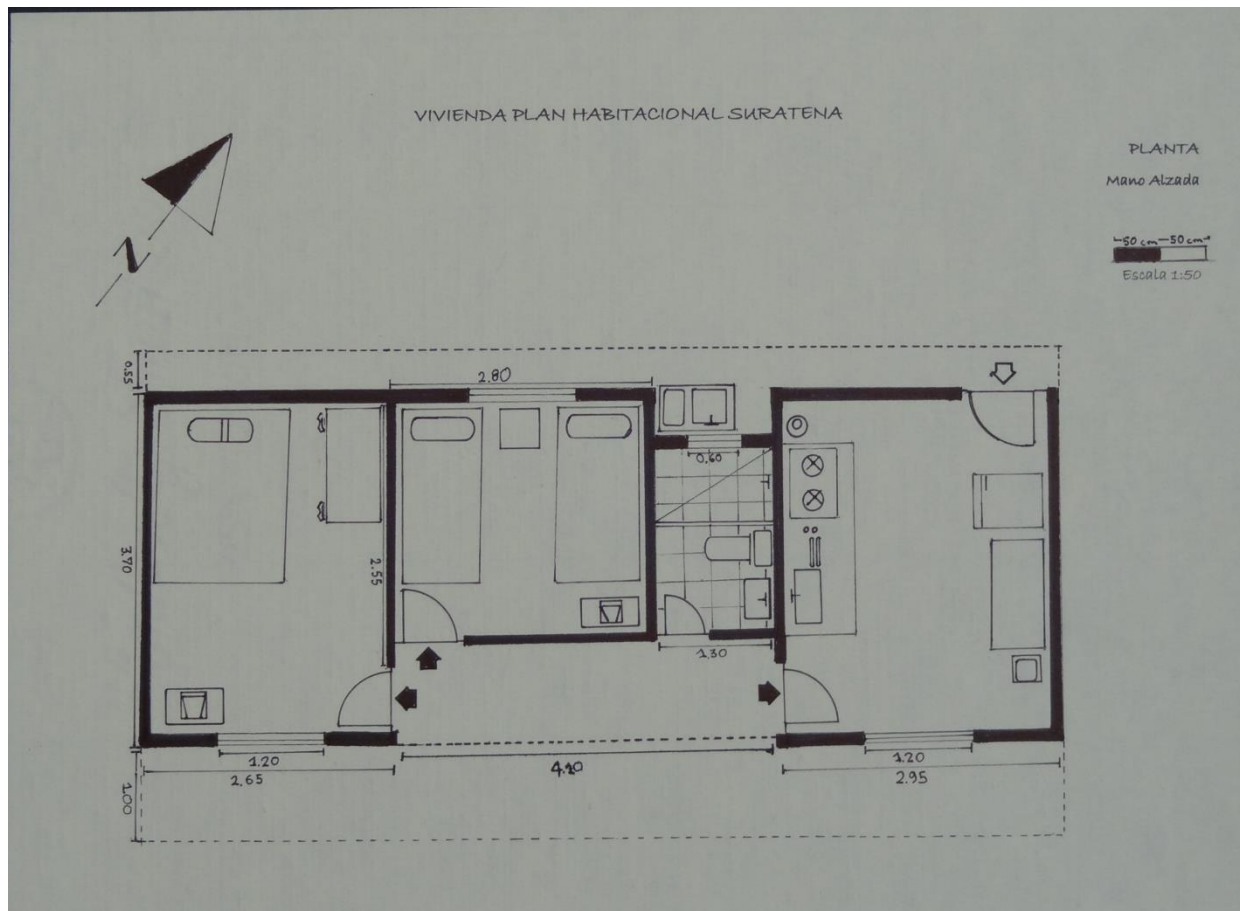 VIVIENDA PLAN HABITACIONAL SURATENA
PLANTA
Mano Alzada
50 cm 50 cm
Escala 1:50
N
0.55
2.80
0.60
3.70
2.55
1.30
1.20
2.65
4.10
1.20
2.95
1.00